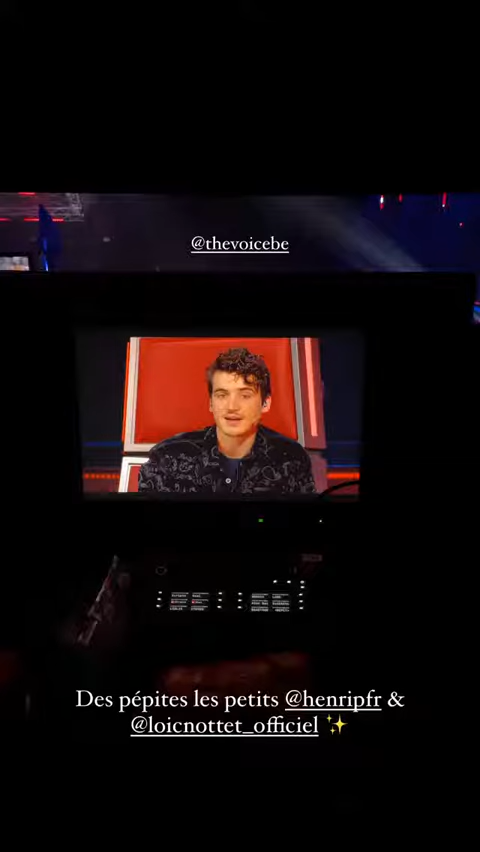 @thevoicebe
Des pépites les petits @henripfr &
@loicnottet_officiel ✨